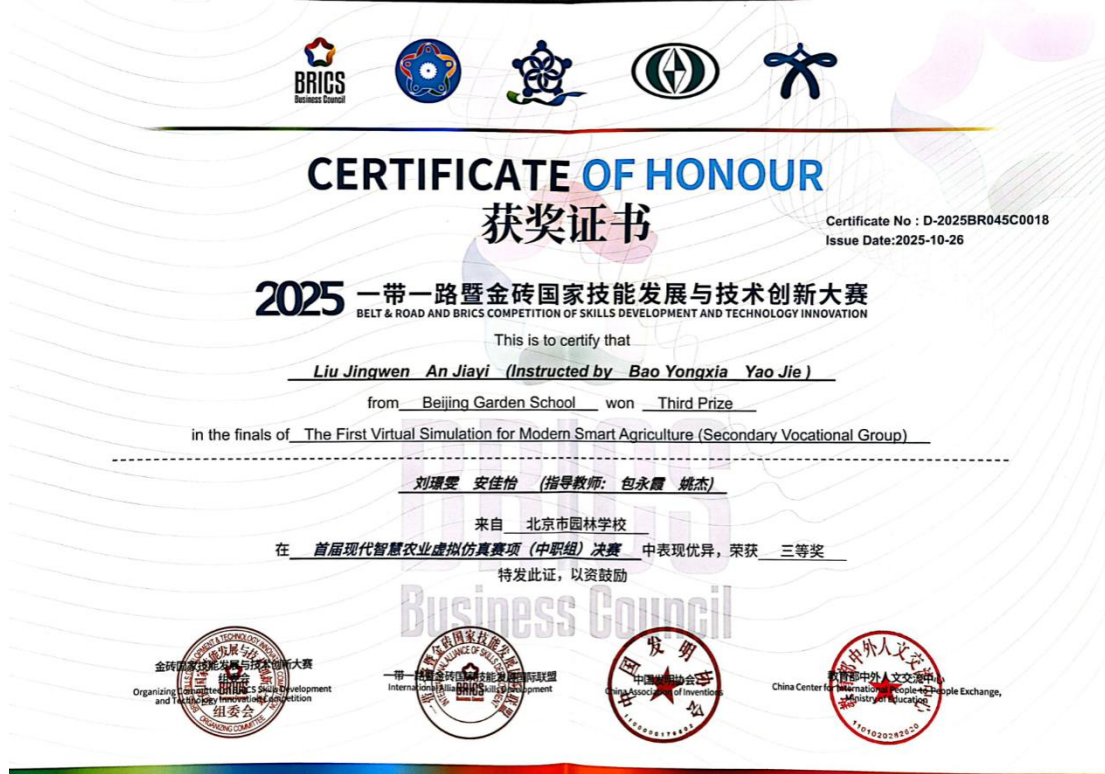 BRICS
Business Council
CERTIFICATE OF HONOUR
获奖证书
Certificate No : D-2025BR045C0018
Issue Date:2025-10-26
2025 一带一路暨金砖国家技能发展与技术创新大赛
BELT & ROAD AND BRICS COMPETITION OF SKILLS DEVELOPMENT AND TECHNOLOGY INNOVATION
This is to certify that
Liu Jingwen An Jiayi (Instructed by Bao Yongxia Yao Jie )
from Beijing Garden School won Third Prize
in the finals of The First Virtual Simulation for Modern Smart Agriculture (Secondary Vocational Group)
刘璟雯 安佳怡 (指导教师: 包永霞 姚杰)
来自 北京市园林学校
在 首届现代智慧农业虚拟仿真赛项（中职组）决赛 中表现优异，荣获 三等奖
特发此证，以资鼓励
BRICS
Business Council
金砖国家技能发展与技术创新大赛
组委会
Organizing Committee of BRICS Skills Development
and Technology Innovation Competition
组委会
ORGANIZING COMMITTEE
一带一路暨金砖国家技能发展国际联盟
International Alliance of Skills Development
BRICS
中国发明协会
China Association of Inventions
中国发明协会
教育部中外人文交流中心
China Center for International People-to-People Exchange,
Ministry of Education